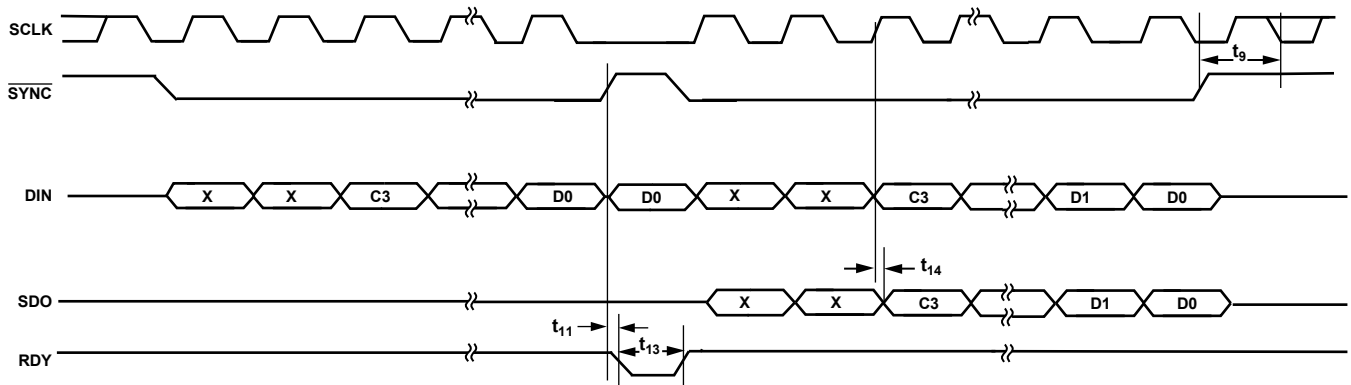 SCLK
t9
SYNC
DIN
X X C3 D0 D0 X X C3 D1 D0
t14
SDO
X X C3 D1 D0
t11
t13
RDY